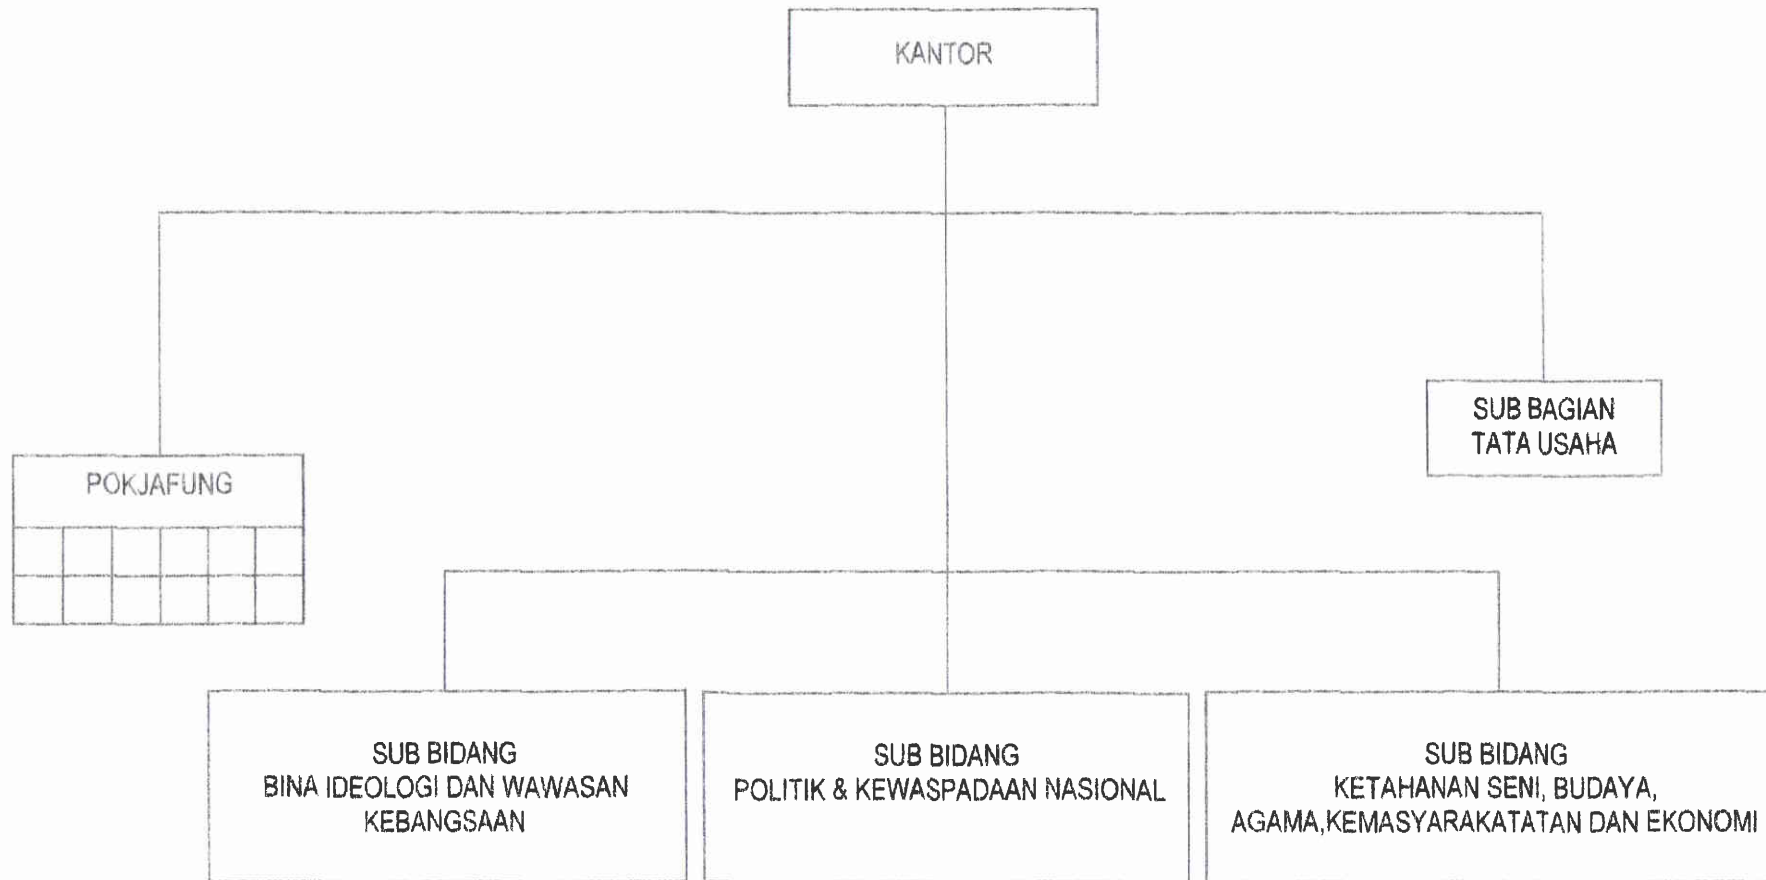 KANTOR
SUB BAGIAN
TATA USAHA
POKJAFUNG
SUB BIDANG
BINA IDEOLOGI DAN WAWASAN
KEBANGSAAN
SUB BIDANG
POLITIK & KEWASPADAAN NASIONAL
SUB BIDANG
KETAHANAN SENI, BUDAYA,
AGAMA,KEMASYARAKATATAN DAN EKONOMI